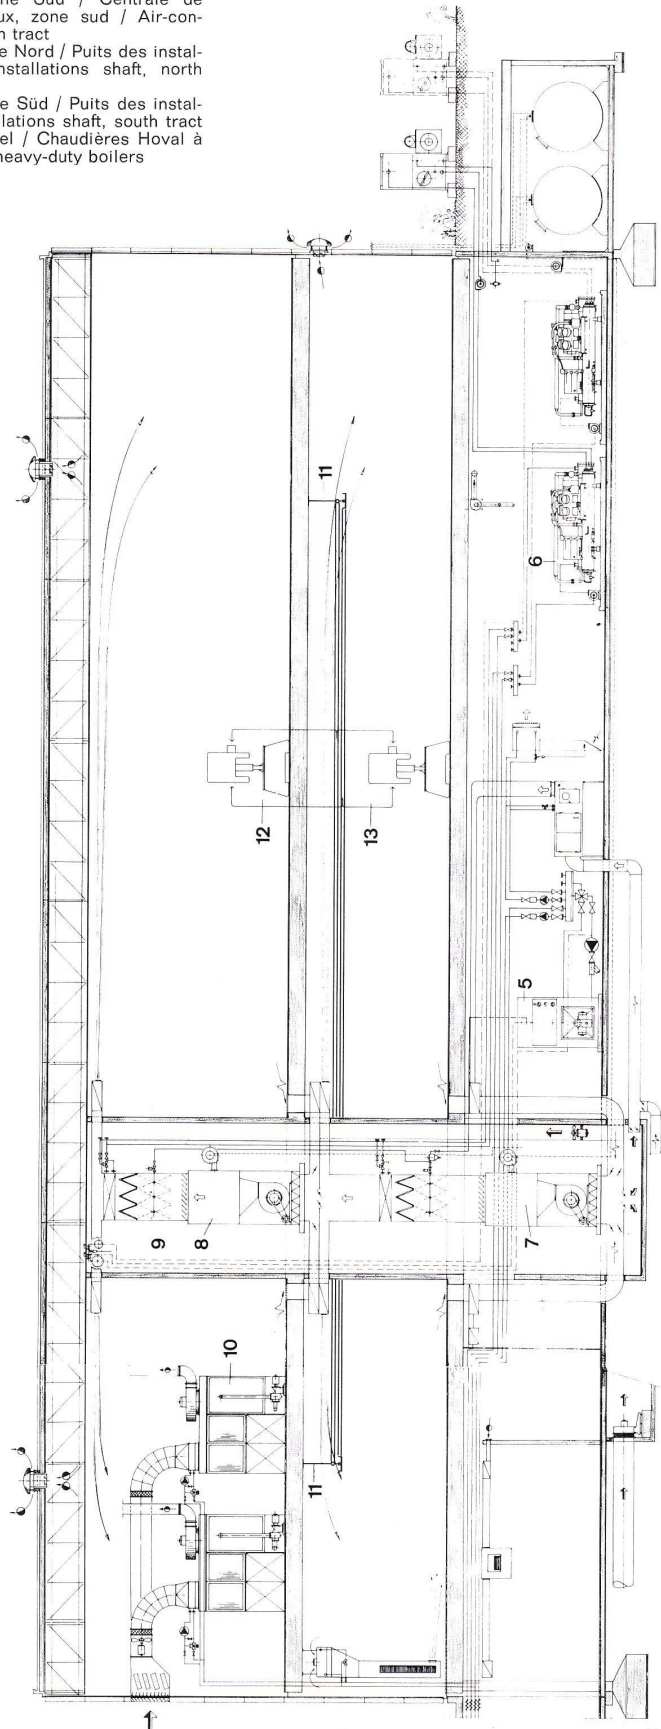 ne Süd / Centrale de
ux, zone sud / Air-con-
n tract
e Nord / Puits des instal-
nstallations shaft, north
e Süd / Puits des instal-
lations shaft, south tract
el / Chaudières Hoval à
heavy-duty boilers
11
6
12
13
5
9
8
7
10
11